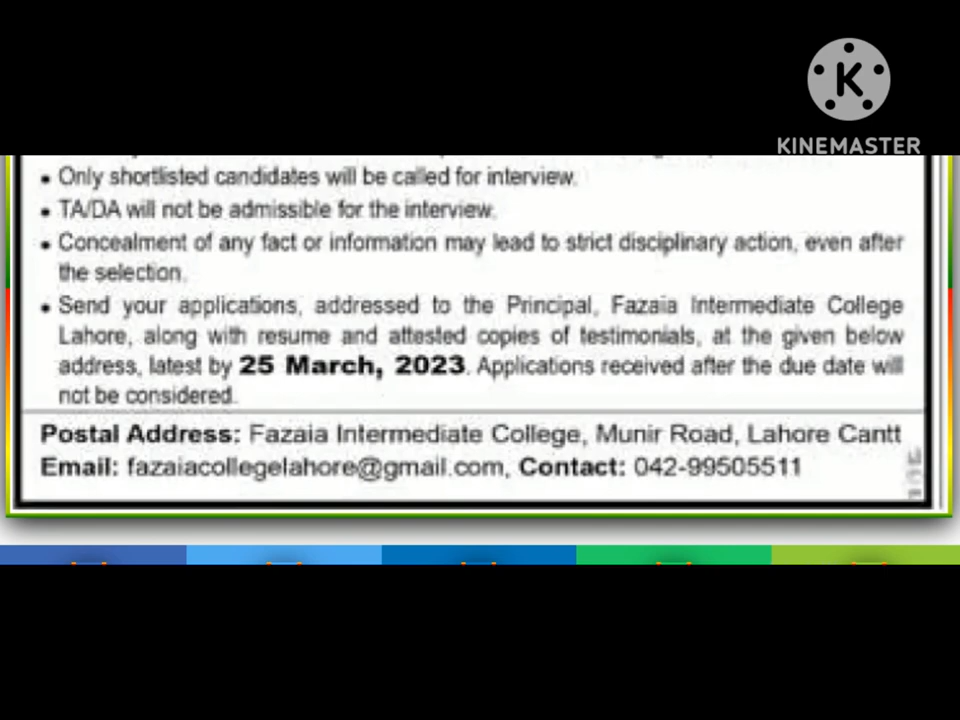 KINEMASTER
• Only shortlisted candidates will be called for interview.
• TA/DA will not be admissible for the interview.
• Concealment of any fact or information may lead to strict disciplinary action, even after
the selection.
• Send your applications, addressed to the Principal, Fazaia Intermediate College
Lahore, along with resume and attested copies of testimonials, at the given below
address, latest by 25 March, 2023. Applications received after the due date will
not be considered.
Postal Address: Fazaia Intermediate College, Munir Road, Lahore Cantt
Email: fazaiacollegelahore@gmail.com, Contact: 042-99505511